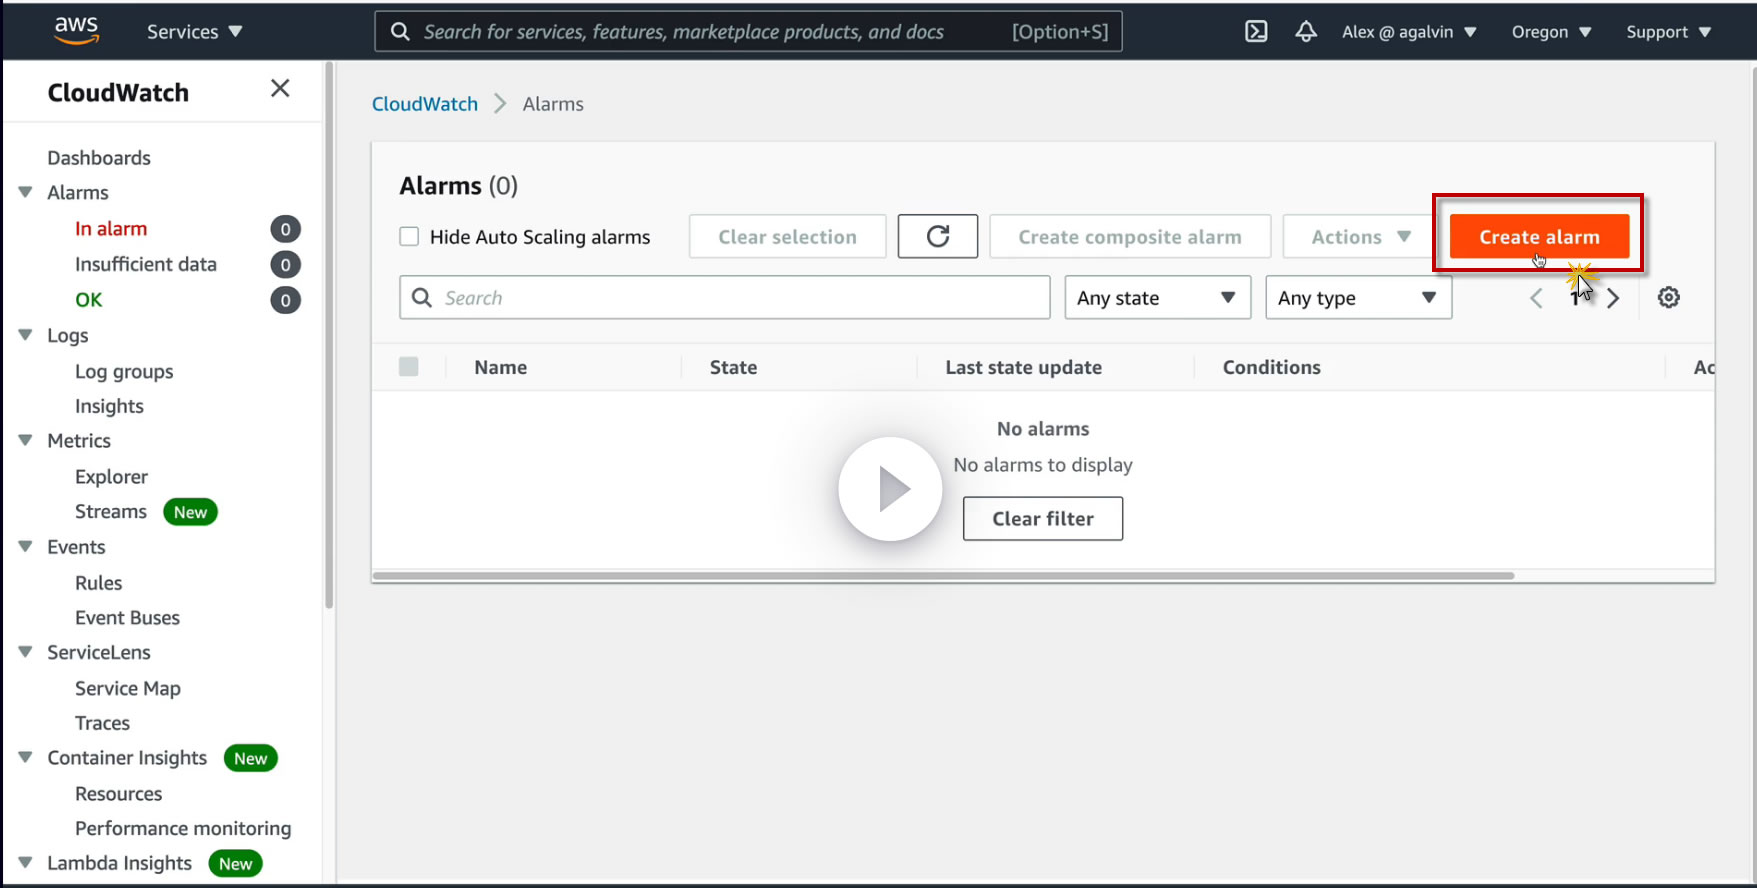 aws Services Search for services, features, marketplace products, and docs [Option+S] Alex @ agalvin Oregon Support
CloudWatch
Dashboards
Alarms
In alarm 0
Insufficient data 0
OK 0
Logs
Log groups
Insights
Metrics
Explorer
Streams New
Events
Rules
Event Buses
ServiceLens
Service Map
Traces
Container Insights New
Resources
Performance monitoring
Lambda Insights New
CloudWatch > Alarms
Alarms (0)
Hide Auto Scaling alarms Clear selection Create composite alarm Actions Create alarm
Search Any state Any type 1
Name State Last state update Conditions Ac
No alarms
No alarms to display
Clear filter